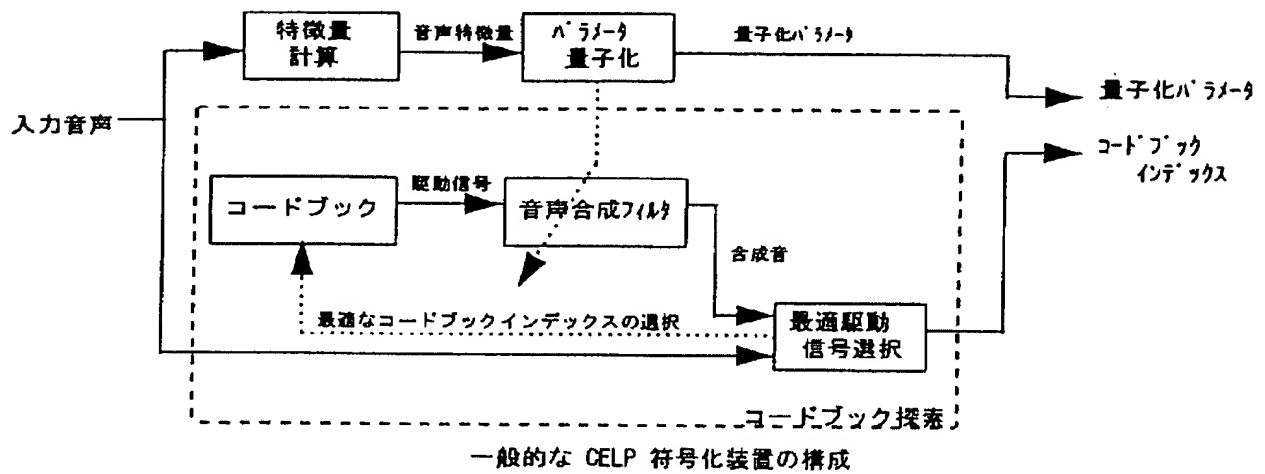 特徴量
計算
音声特徴量
パラメータ
量子化
量子化パラメータ
量子化パラメータ
入力音声
コードブック
インデックス
コードブック
駆動信号
音声合成フィルタ
合成音
最適なコードブックインデックスの選択
最適駆動
信号選択
コードブック探索
一般的な CELP 符号化装置の構成